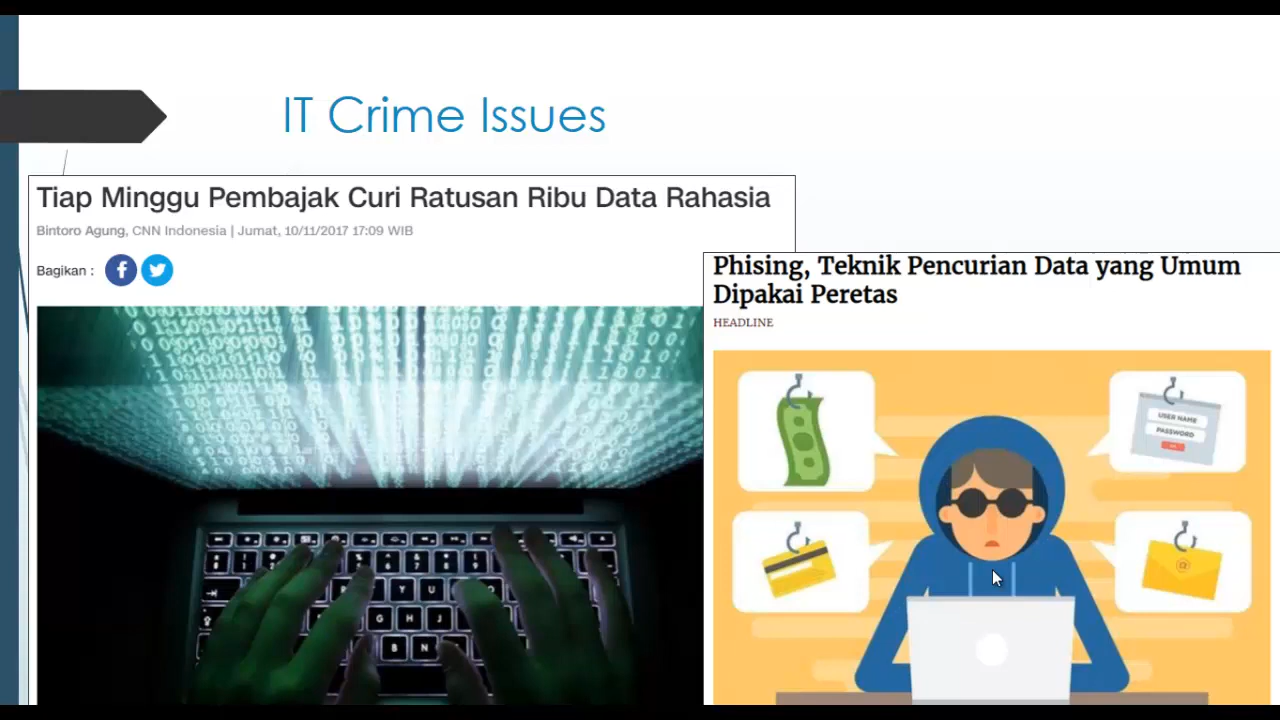 IT Crime Issues
Tiap Minggu Pembajak Curi Ratusan Ribu Data Rahasia
Bintoro Agung, CNN Indonesia | Jumat, 10/11/2017 17:09 WIB
Bagikan :
Phising, Teknik Pencurian Data yang Umum
Dipakai Peretas
HEADLINE
USER NAME
PASSWORD
Y U
G H J
B N